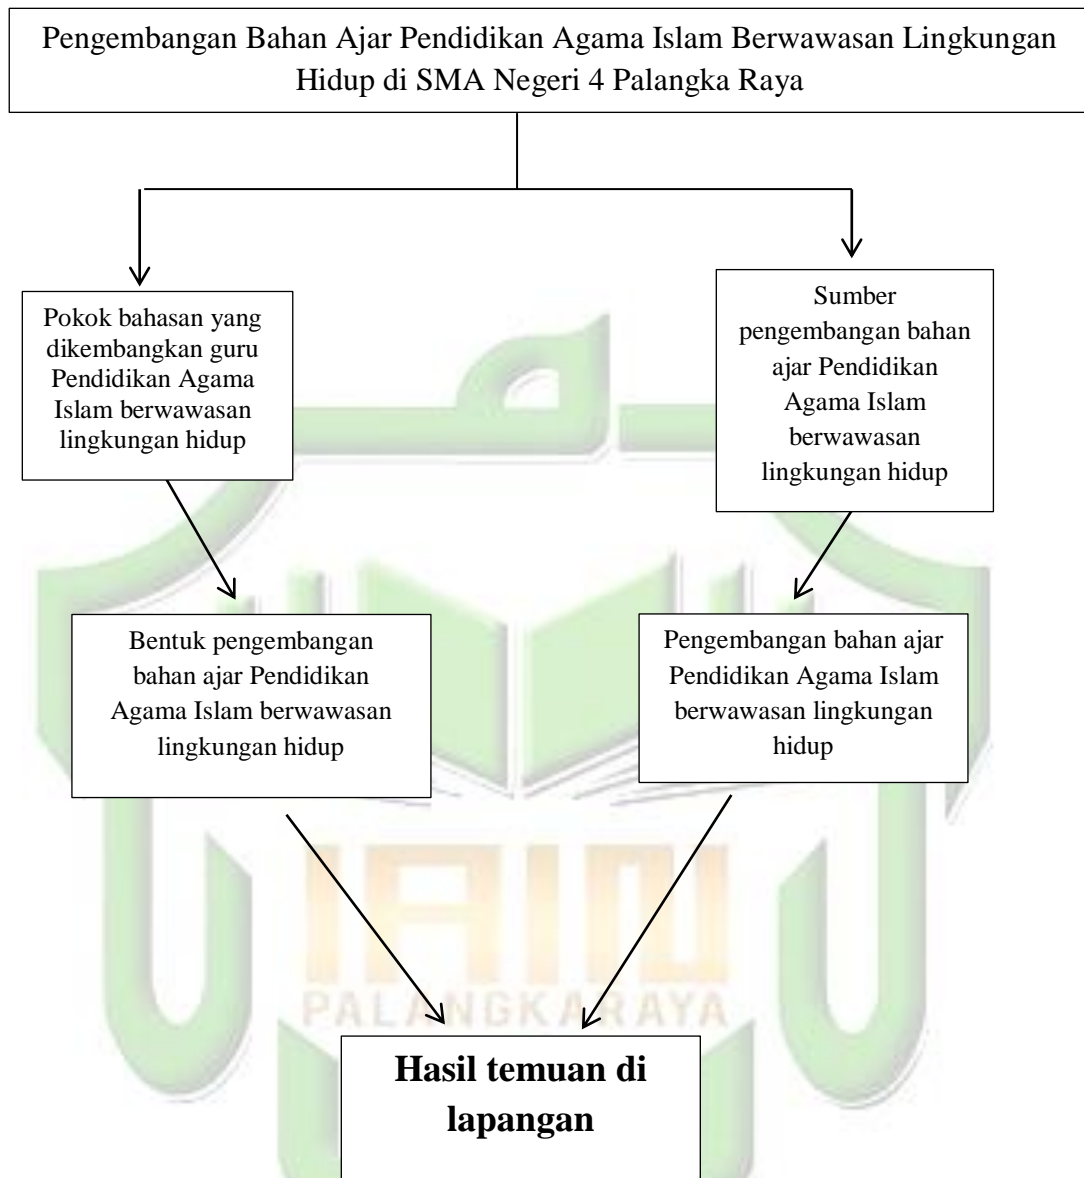 Pengembangan Bahan Ajar Pendidikan Agama Islam Berwawasan Lingkungan
Hidup di SMA Negeri 4 Palangka Raya
Pokok bahasan yang
dikembangkan guru
Pendidikan Agama
Islam berwawasan
lingkungan hidup
Sumber
pengembangan bahan
ajar Pendidikan
Agama Islam
berwawasan
lingkungan hidup
Bentuk pengembangan
bahan ajar Pendidikan
Agama Islam berwawasan
lingkungan hidup
Pengembangan bahan ajar
Pendidikan Agama Islam
berwawasan lingkungan
hidup
IAIN
PALANGKARAYA
Hasil temuan di
lapangan